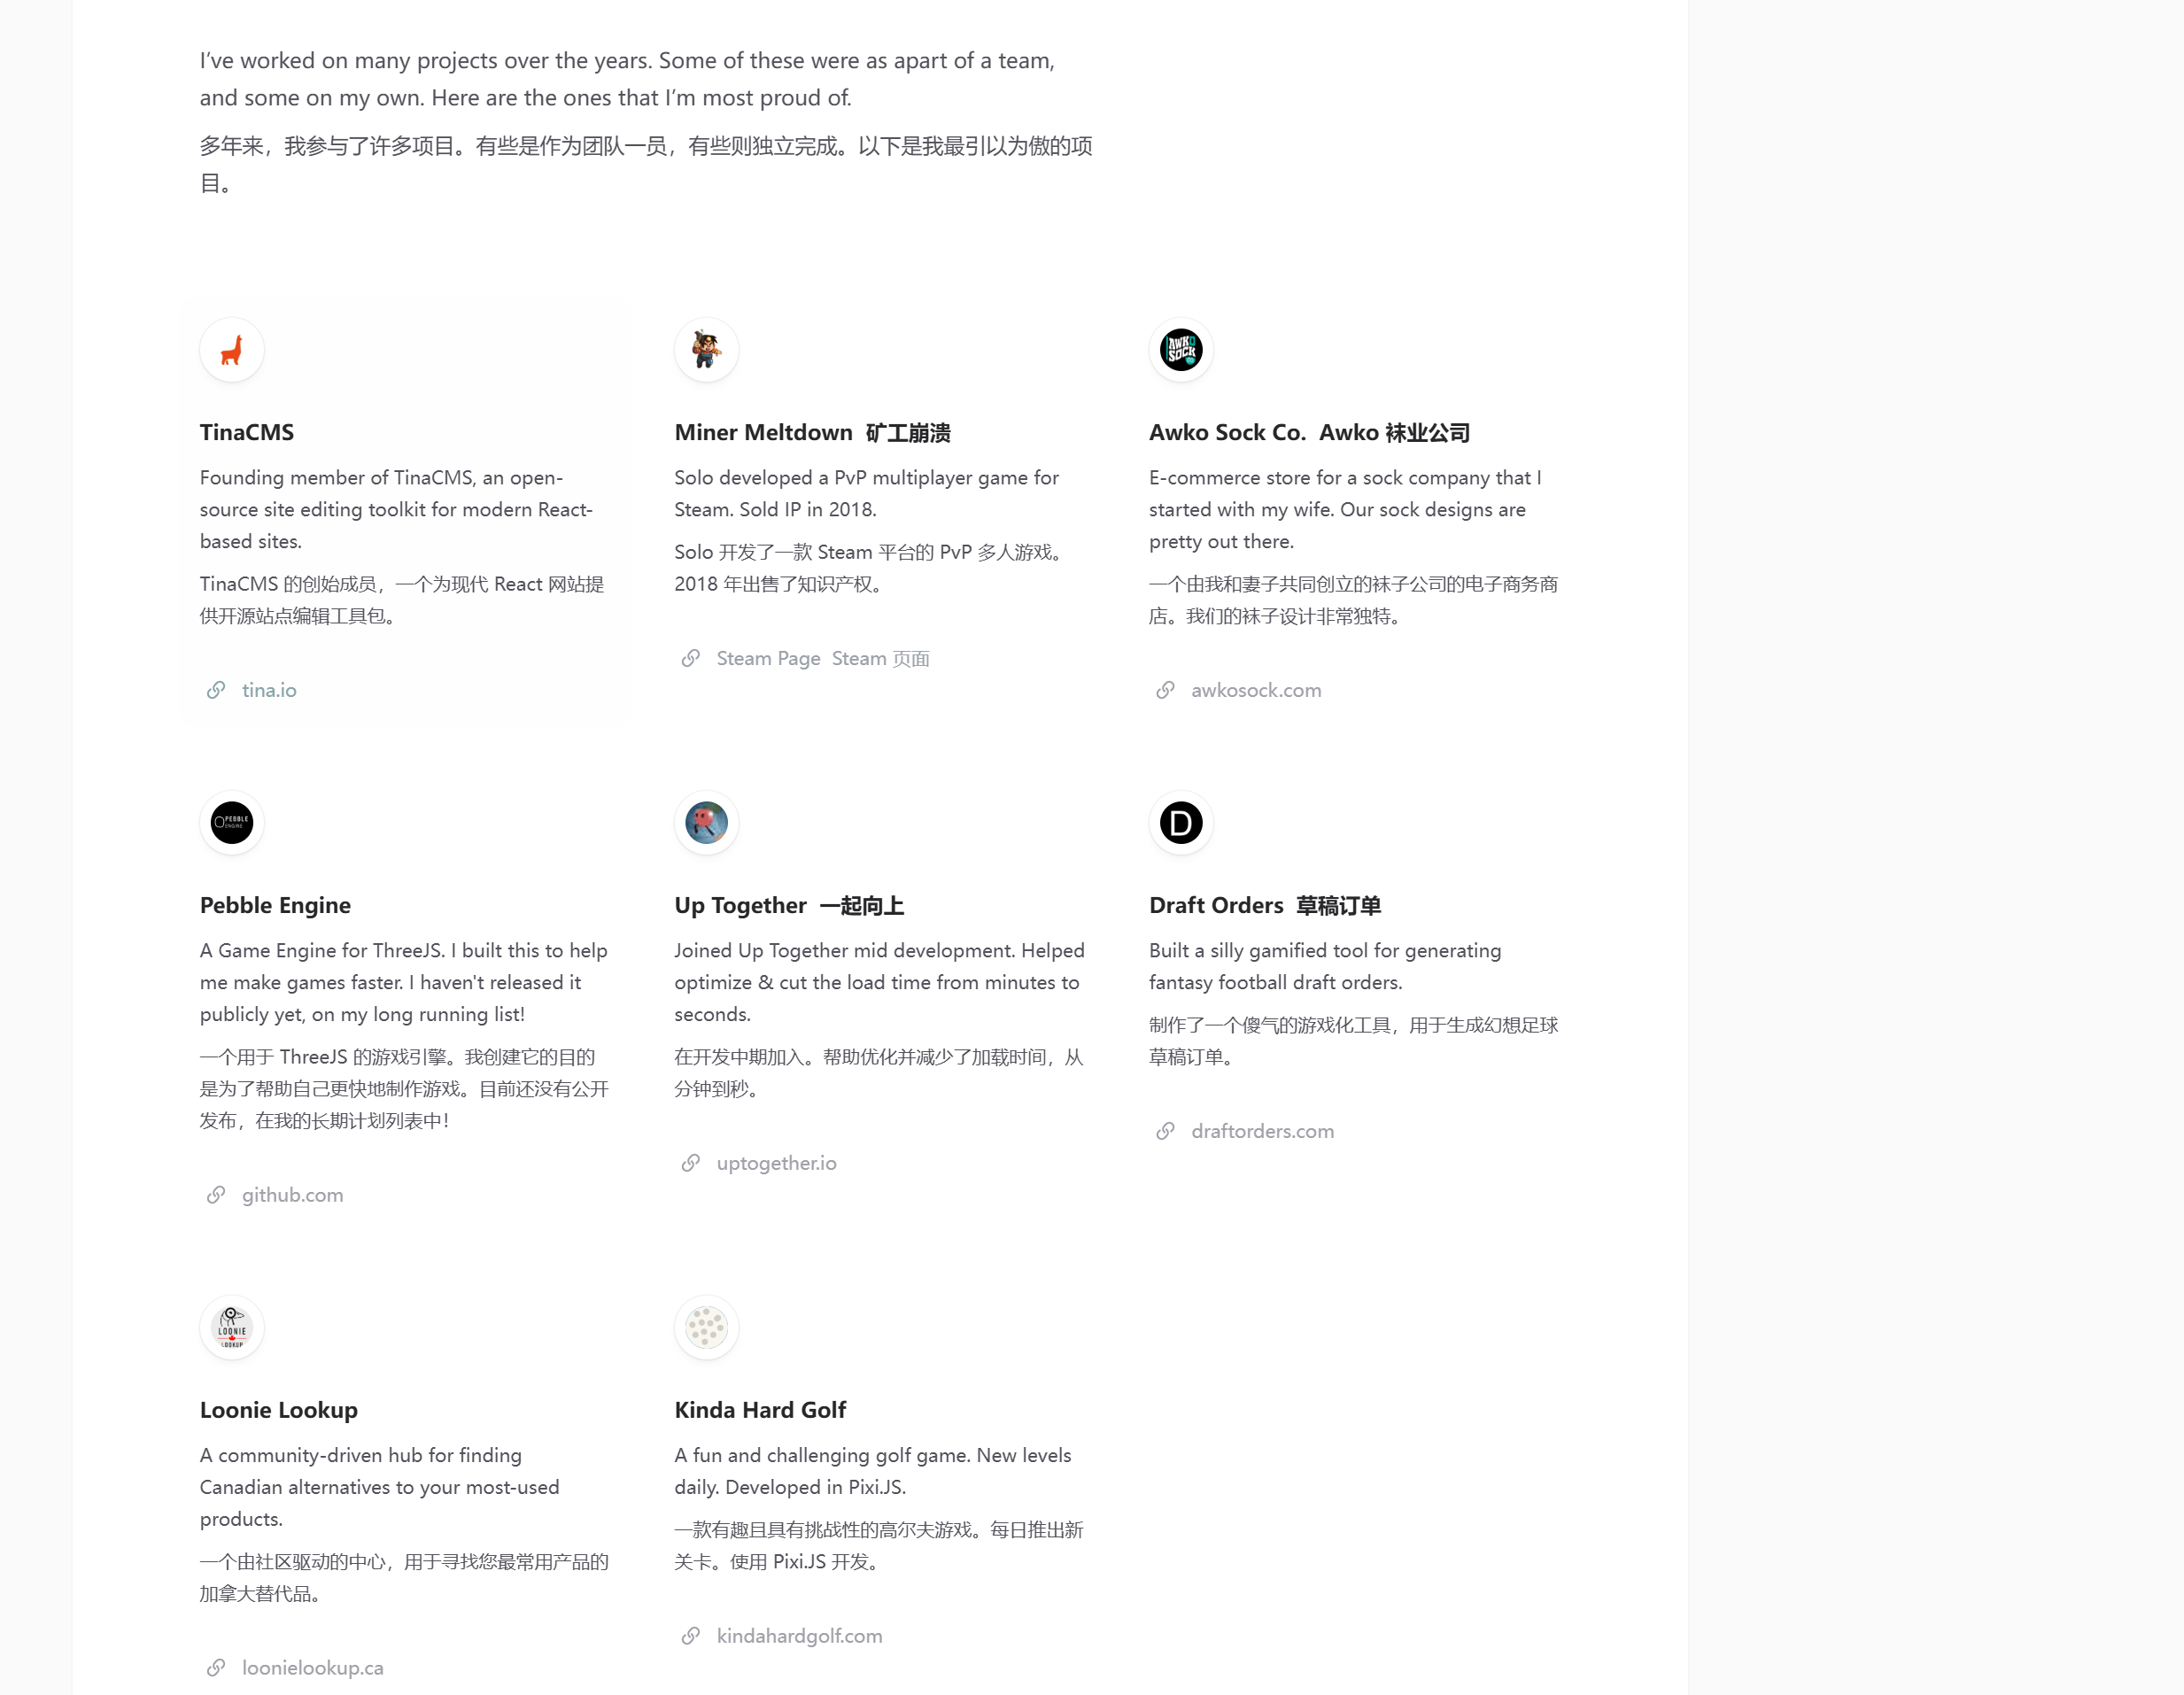 I’ve worked on many projects over the years. Some of these were as apart of a team,
and some on my own. Here are the ones that I’m most proud of.
多年来，我参与了许多项目。有些是作为团队一员，有些则独立完成。以下是我最引以为傲的项
目。
AWKO
SOCK
TinaCMS
Founding member of TinaCMS, an open-
source site editing toolkit for modern React-
based sites.
TinaCMS 的创始成员，一个为现代 React 网站提
供开源站点编辑工具包。
tina.io
Miner Meltdown 矿工崩溃
Solo developed a PvP multiplayer game for
Steam. Sold IP in 2018.
Solo 开发了一款 Steam 平台的 PvP 多人游戏。
2018 年出售了知识产权。
Steam Page Steam 页面
Awko Sock Co. Awko 袜业公司
E-commerce store for a sock company that I
started with my wife. Our sock designs are
pretty out there.
一个由我和妻子共同创立的袜子公司的电子商务商
店。我们的袜子设计非常独特。
awkosock.com
PEBBLE
ENGINE
Pebble Engine
A Game Engine for ThreeJS. I built this to help
me make games faster. I haven't released it
publicly yet, on my long running list!
一个用于 ThreeJS 的游戏引擎。我创建它的目的
是为了帮助自己更快地制作游戏。目前还没有公开
发布，在我的长期计划列表中！
github.com
Up Together 一起向上
Joined Up Together mid development. Helped
optimize & cut the load time from minutes to
seconds.
在开发中期加入。帮助优化并减少了加载时间，从
分钟到秒。
uptogether.io
D
Draft Orders 草稿订单
Built a silly gamified tool for generating
fantasy football draft orders.
制作了一个傻气的游戏化工具，用于生成幻想足球
草稿订单。
draftorders.com
LOONIE
LOOKUP
Loonie Lookup
A community-driven hub for finding
Canadian alternatives to your most-used
products.
一个由社区驱动的中心，用于寻找您最常用产品的
加拿大替代品。
loonielookup.ca
Kinda Hard Golf
A fun and challenging golf game. New levels
daily. Developed in Pixi.JS.
一款有趣且具有挑战性的高尔夫游戏。每日推出新
关卡。使用 Pixi.JS 开发。
kindahardgolf.com